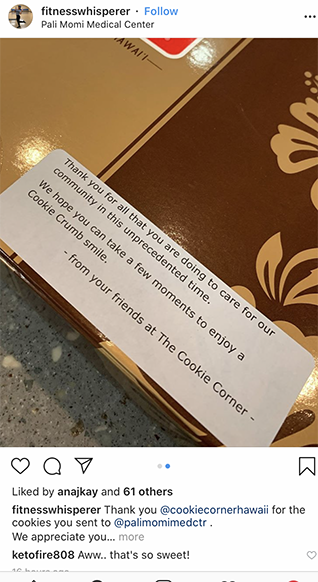 fitnesswhisperer • Follow
Pali Momi Medical Center
HAWAI'I
Thank you for all that you are doing to care for our
community in this unprecedented time.
We hope you can take a few moments to enjoy a
Cookie Crumb smile.
- from your friends at The Cookie Corner -
Liked by anajkay and 61 others
fitnesswhisperer Thank you @cookiecornerhawaii for the
cookies you sent to @palimomimedctr .
We appreciate you... more
ketofire808 Aww.. that's so sweet!